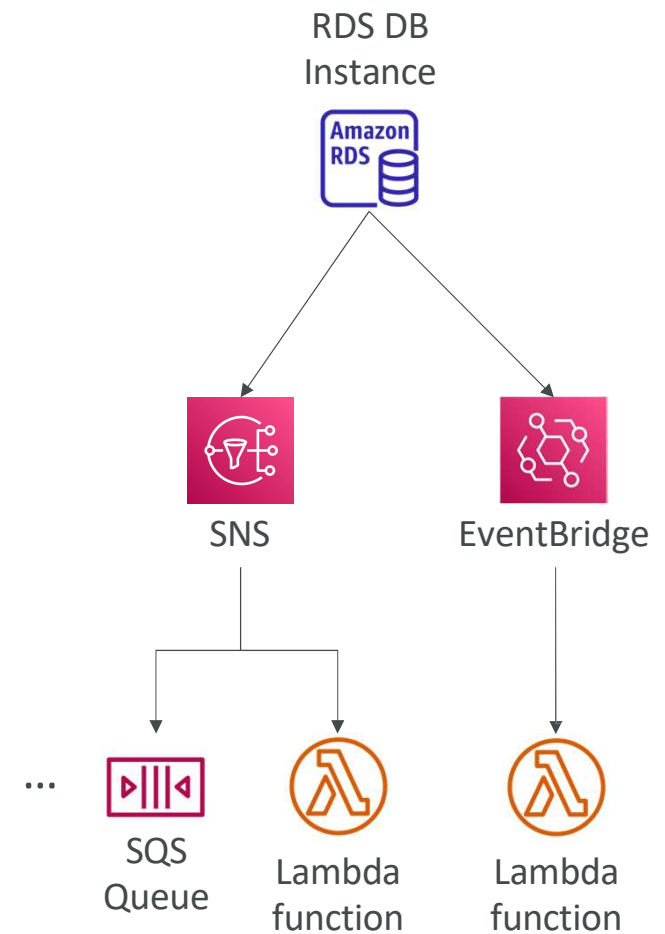 RDS DB
Instance
Amazon
RDS
SNS
EventBridge
...
SQS
Queue
Lambda
function
Lambda
function